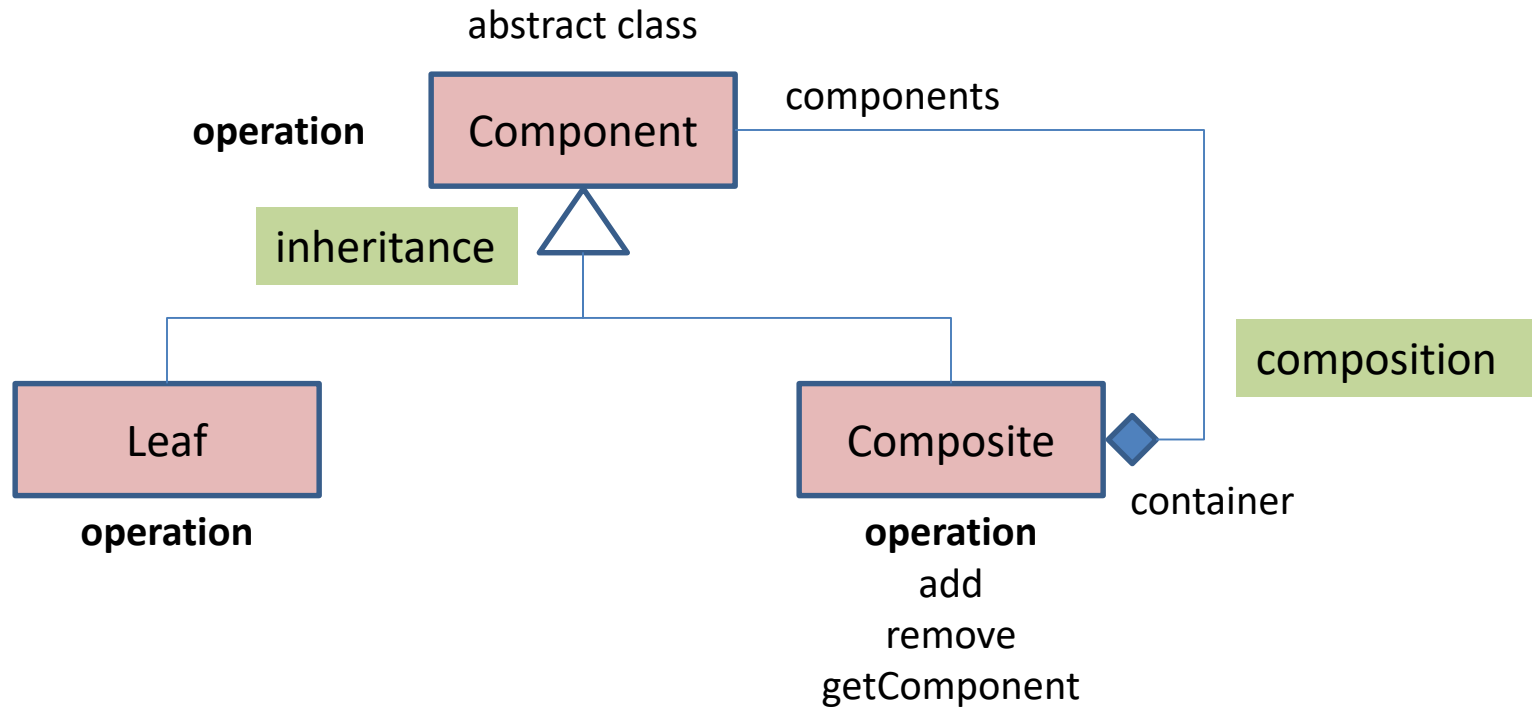 abstract class
components
operation
Component
inheritance
composition
Leaf
Composite
container
operation
operation
add
remove
getComponent